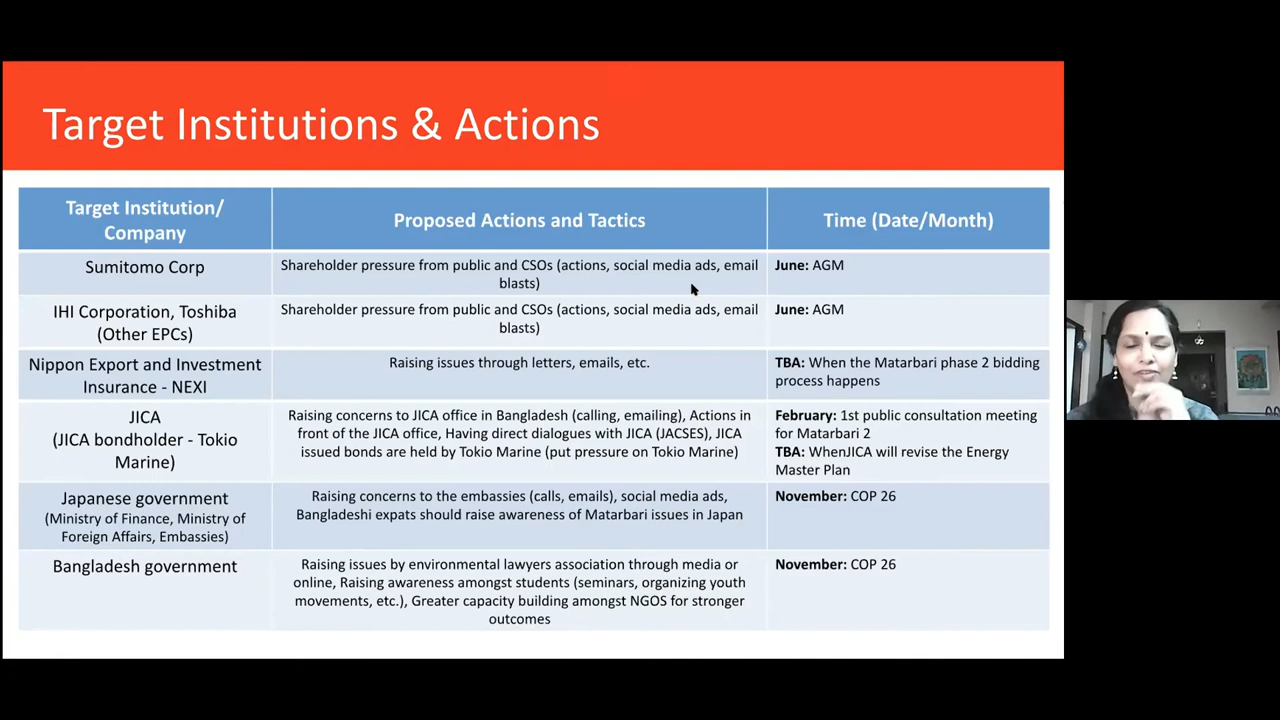 Target Institutions & Actions
Target Institution/
Company
Proposed Actions and Tactics
Time (Date/Month)
Sumitomo Corp
Shareholder pressure from public and CSOs (actions, social media ads, email
blasts)
June: AGM
IHI Corporation, Toshiba
(Other EPCs)
Shareholder pressure from public and CSOs (actions, social media ads, email
blasts)
June: AGM
Nippon Export and Investment
Insurance - NEXI
Raising issues through letters, emails, etc.
TBA: When the Matarbari phase 2 bidding
process happens
JICA
(JICA bondholder - Tokio
Marine)
Raising concerns to JICA office in Bangladesh (calling, emailing), Actions in
front of the JICA office, Having direct dialogues with JICA (JACSES), JICA
issued bonds are held by Tokio Marine (put pressure on Tokio Marine)
February: 1st public consultation meeting
for Matarbari 2
TBA: WhenJICA will revise the Energy
Master Plan
Japanese government
(Ministry of Finance, Ministry of
Foreign Affairs, Embassies)
Raising concerns to the embassies (calls, emails), social media ads,
Bangladeshi expats should raise awareness of Matarbari issues in Japan
November: COP 26
Bangladesh government
Raising issues by environmental lawyers association through media or
online, Raising awareness amongst students (seminars, organizing youth
movements, etc.), Greater capacity building amongst NGOS for stronger
outcomes
November: COP 26